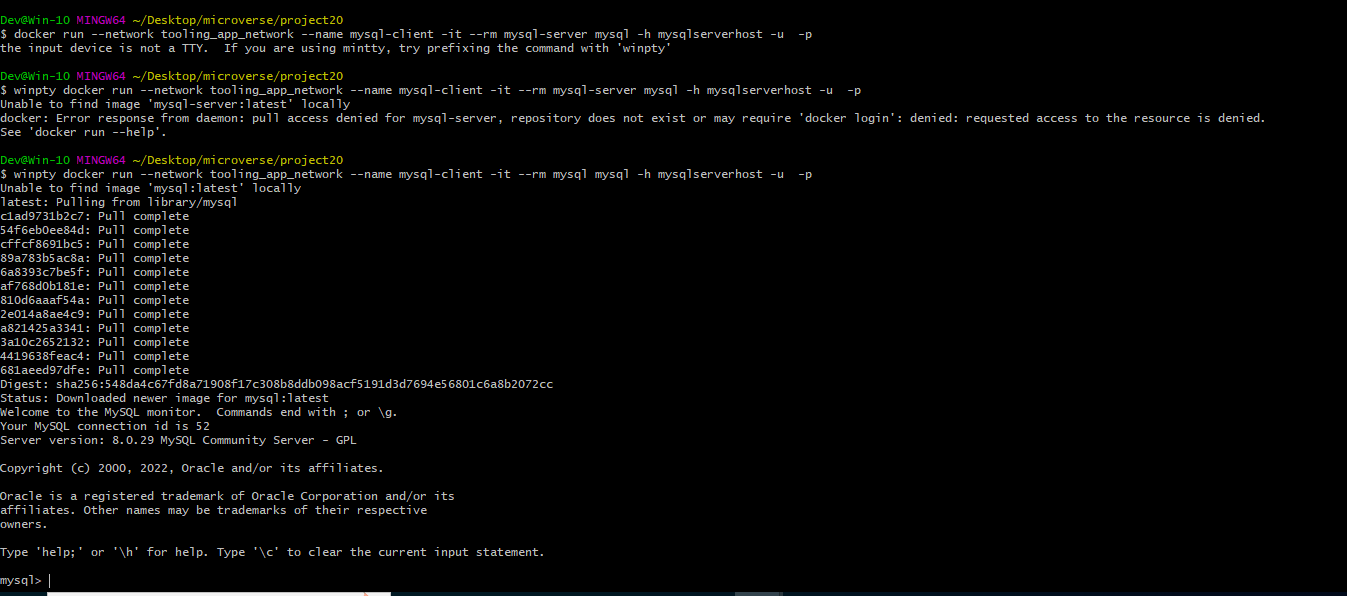 Dev@Win-10 MINGW64 ~/Desktop/microverse/project20
$ docker run --network tooling_app_network --name mysql-client -it --rm mysql-server mysql -h mysqlserverhost -u  -p
the input device is not a TTY.  If you are using mintty, try prefixing the command with 'winpty'
Dev@Win-10 MINGW64 ~/Desktop/microverse/project20
$ winpty docker run --network tooling_app_network --name mysql-client -it --rm mysql-server mysql -h mysqlserverhost -u  -p
Unable to find image 'mysql-server:latest' locally
docker: Error response from daemon: pull access denied for mysql-server, repository does not exist or may require 'docker login': denied: requested access to the resource is denied.
See 'docker run --help'.
Dev@Win-10 MINGW64 ~/Desktop/microverse/project20
$ winpty docker run --network tooling_app_network --name mysql-client -it --rm mysql mysql -h mysqlserverhost -u  -p
Unable to find image 'mysql:latest' locally
latest: Pulling from library/mysql
c1ad9731b2c7: Pull complete
54f6eb0ee84d: Pull complete
cffcf8691bc5: Pull complete
89a783b5ac8a: Pull complete
6a8393c7be5f: Pull complete
af768d0b181e: Pull complete
810d6aaaf54a: Pull complete
2e014a8ae4c9: Pull complete
a821425a3341: Pull complete
3a10c2652132: Pull complete
4419638feac4: Pull complete
681aeed97dfe: Pull complete
Digest: sha256:548da4c67fd8a71908f17c308b8ddb098acf5191d3d7694e56801c6a8b2072cc
Status: Downloaded newer image for mysql:latest
Welcome to the MySQL monitor.  Commands end with ; or \g.
Your MySQL connection id is 52
Server version: 8.0.29 MySQL Community Server - GPL
Copyright (c) 2000, 2022, Oracle and/or its affiliates.
Oracle is a registered trademark of Oracle Corporation and/or its
affiliates. Other names may be trademarks of their respective
owners.
Type 'help;' or '\h' for help. Type '\c' to clear the current input statement.
mysql>